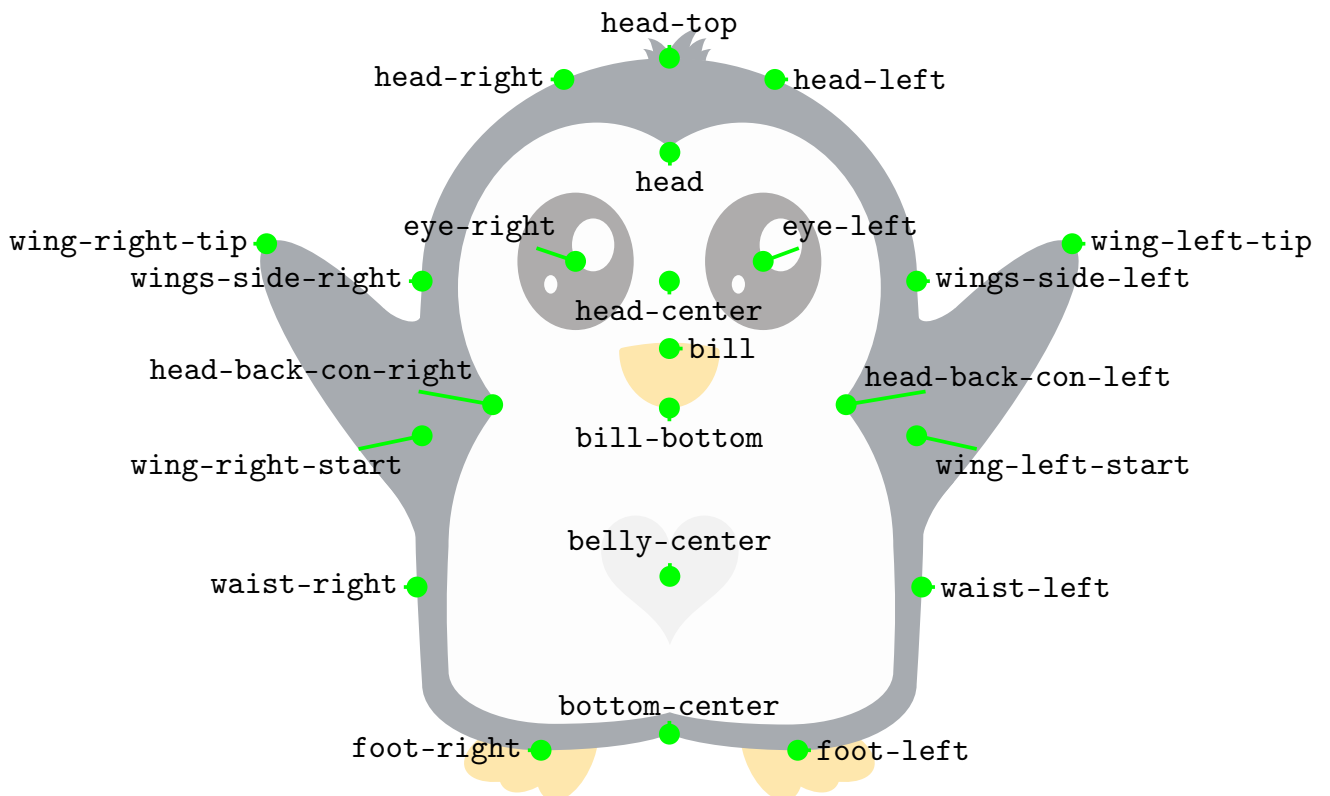 head-top
head-right
head-left
head
eye-right
eye-left
wing-right-tip
wing-left-tip
wings-side-right
wings-side-left
head-center
bill
head-back-con-right
head-back-con-left
bill-bottom
wing-right-start
wing-left-start
belly-center
waist-right
waist-left
bottom-center
foot-right
foot-left